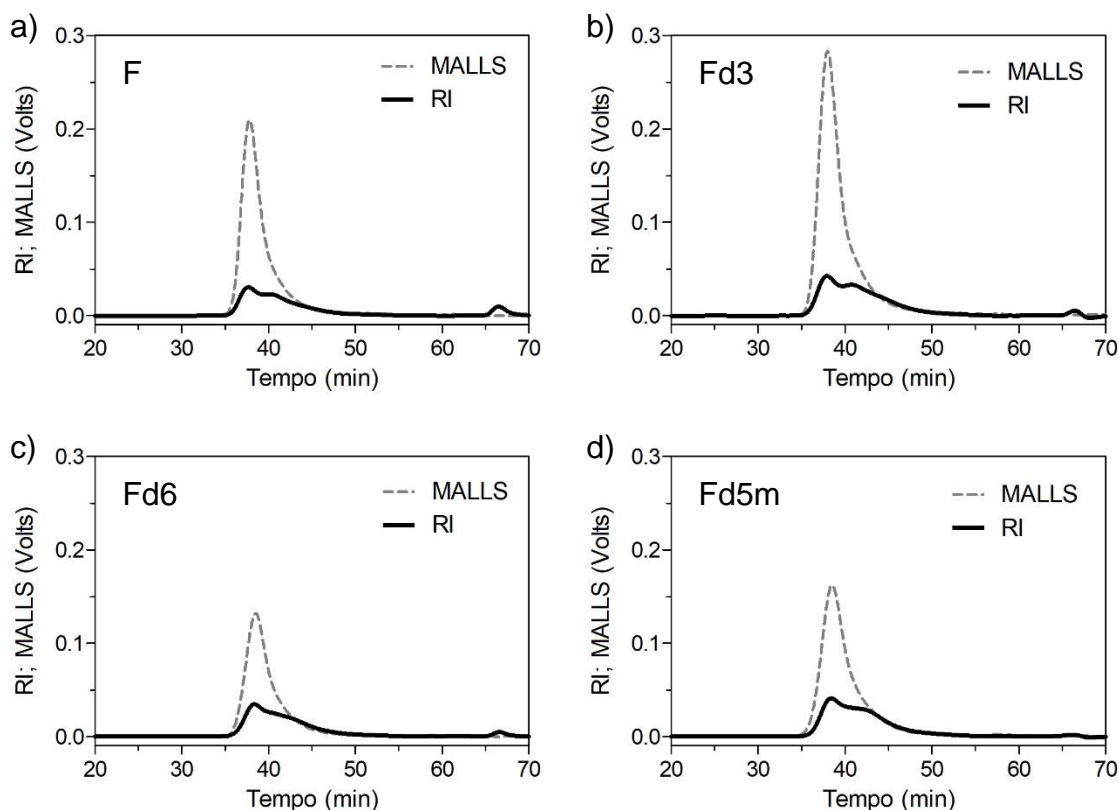 a)
F
MALLS
RI
RI; MALLS (Volts)
0.3
0.2
0.1
0.0
20 30 40 50 60 70
Tempo (min)
b)
Fd3
MALLS
RI
RI; MALLS (Volts)
0.3
0.2
0.1
0.0
20 30 40 50 60 70
Tempo (min)
c)
Fd6
MALLS
RI
RI; MALLS (Volts)
0.3
0.2
0.1
0.0
20 30 40 50 60 70
Tempo (min)
d)
Fd5m
MALLS
RI
RI; MALLS (Volts)
0.3
0.2
0.1
0.0
20 30 40 50 60 70
Tempo (min)